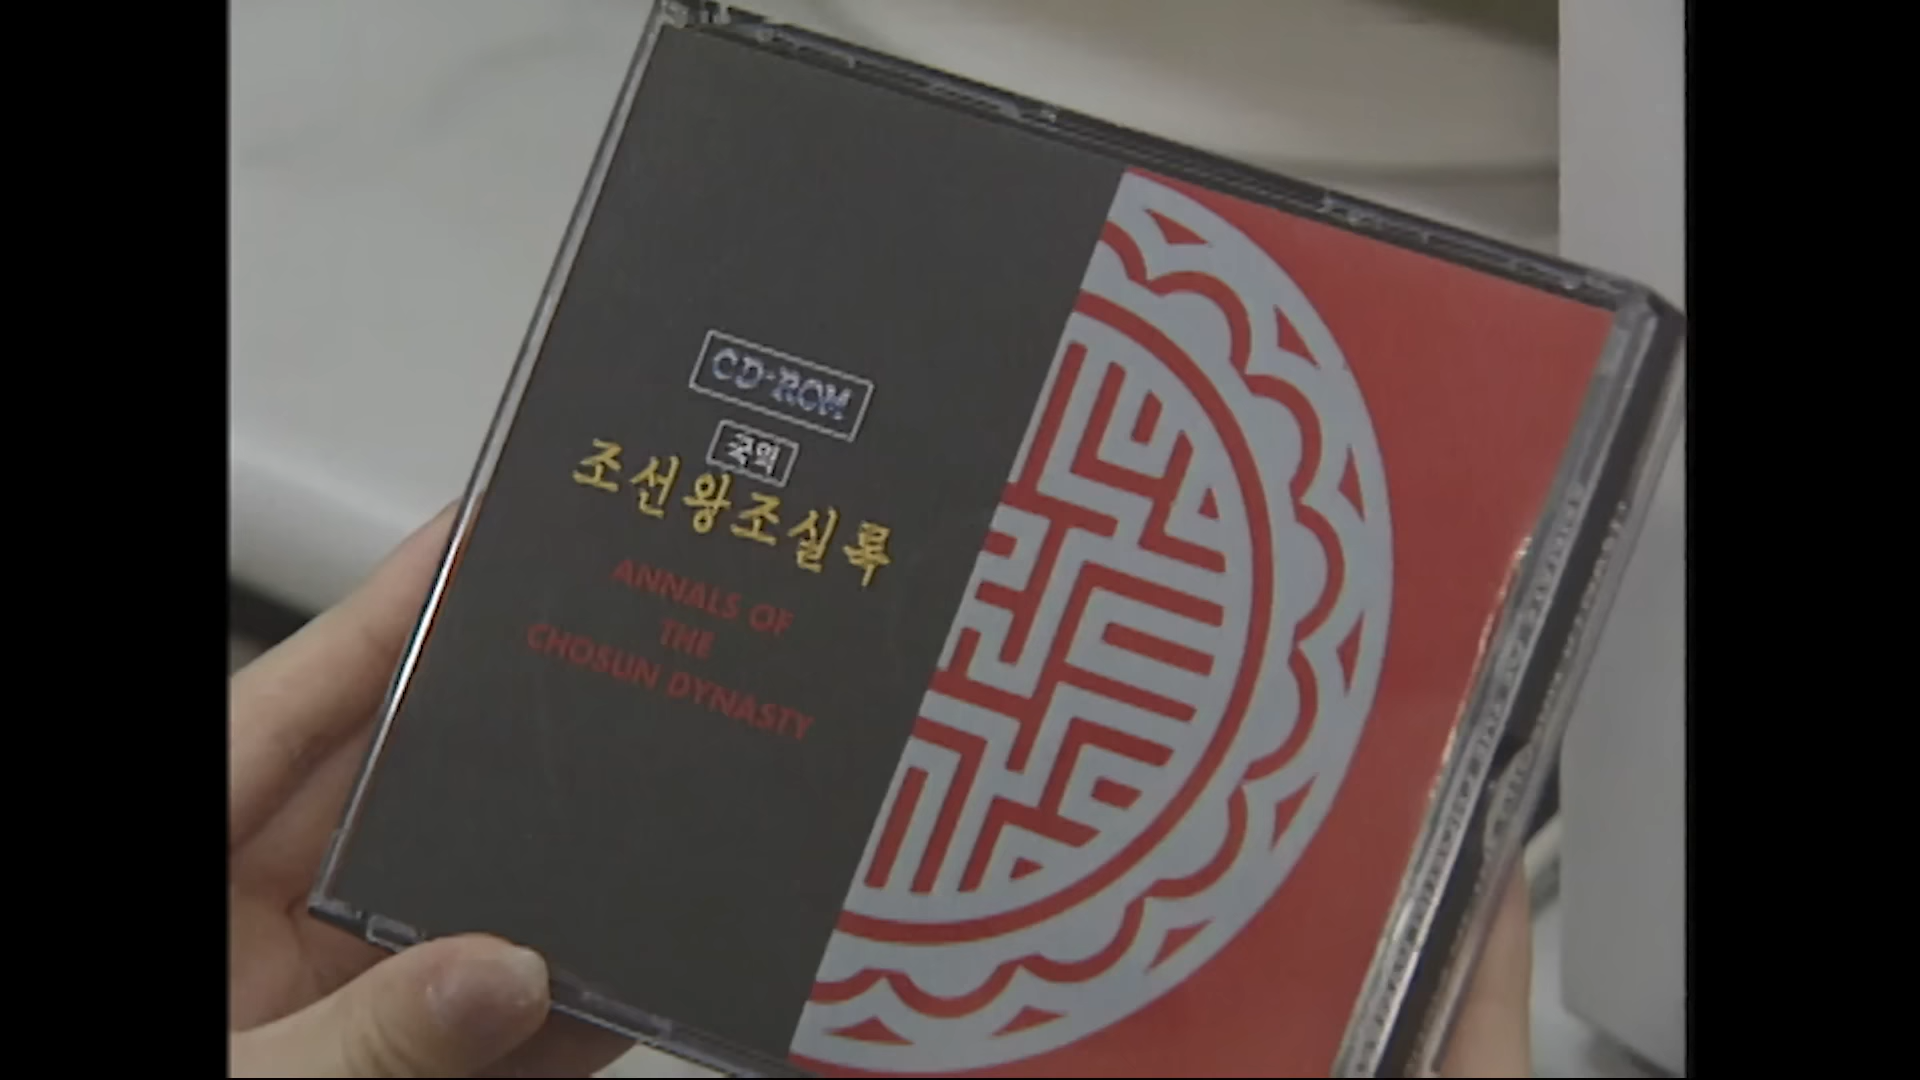 CD-ROM
국역
조선왕조실록
ANNALS OF
THE
CHOSUN DYNASTY